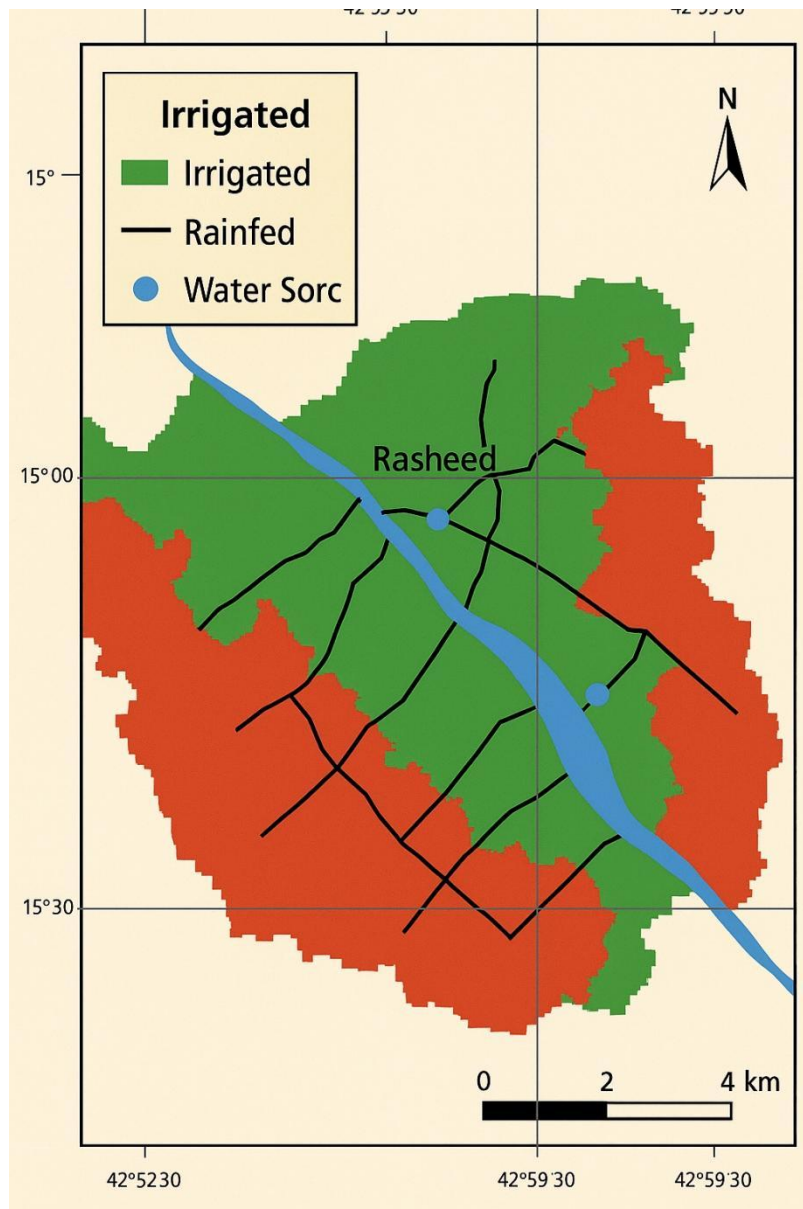 Irrigated
Irrigated
Rainfed
Water Sorc
N
15°
Rasheed
15° 00
15° 30
0 2 4 km
42°52 30
42°59 30
42°59 30